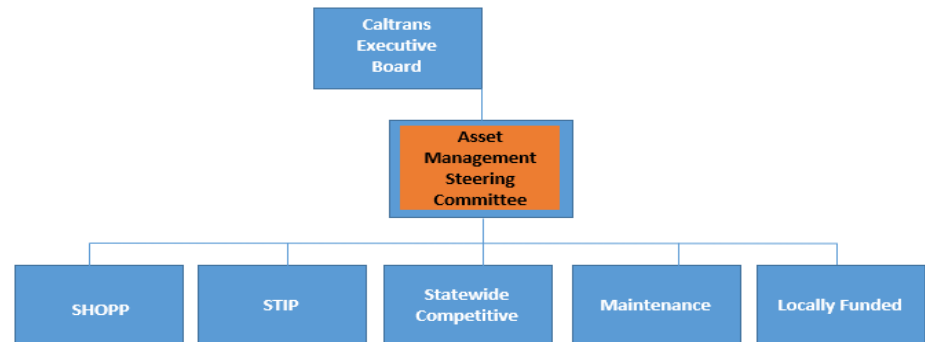 Caltrans
Executive
Board
Asset
Management
Steering
Committee
SHOPP
STIP
Statewide
Competitive
Maintenance
Locally Funded